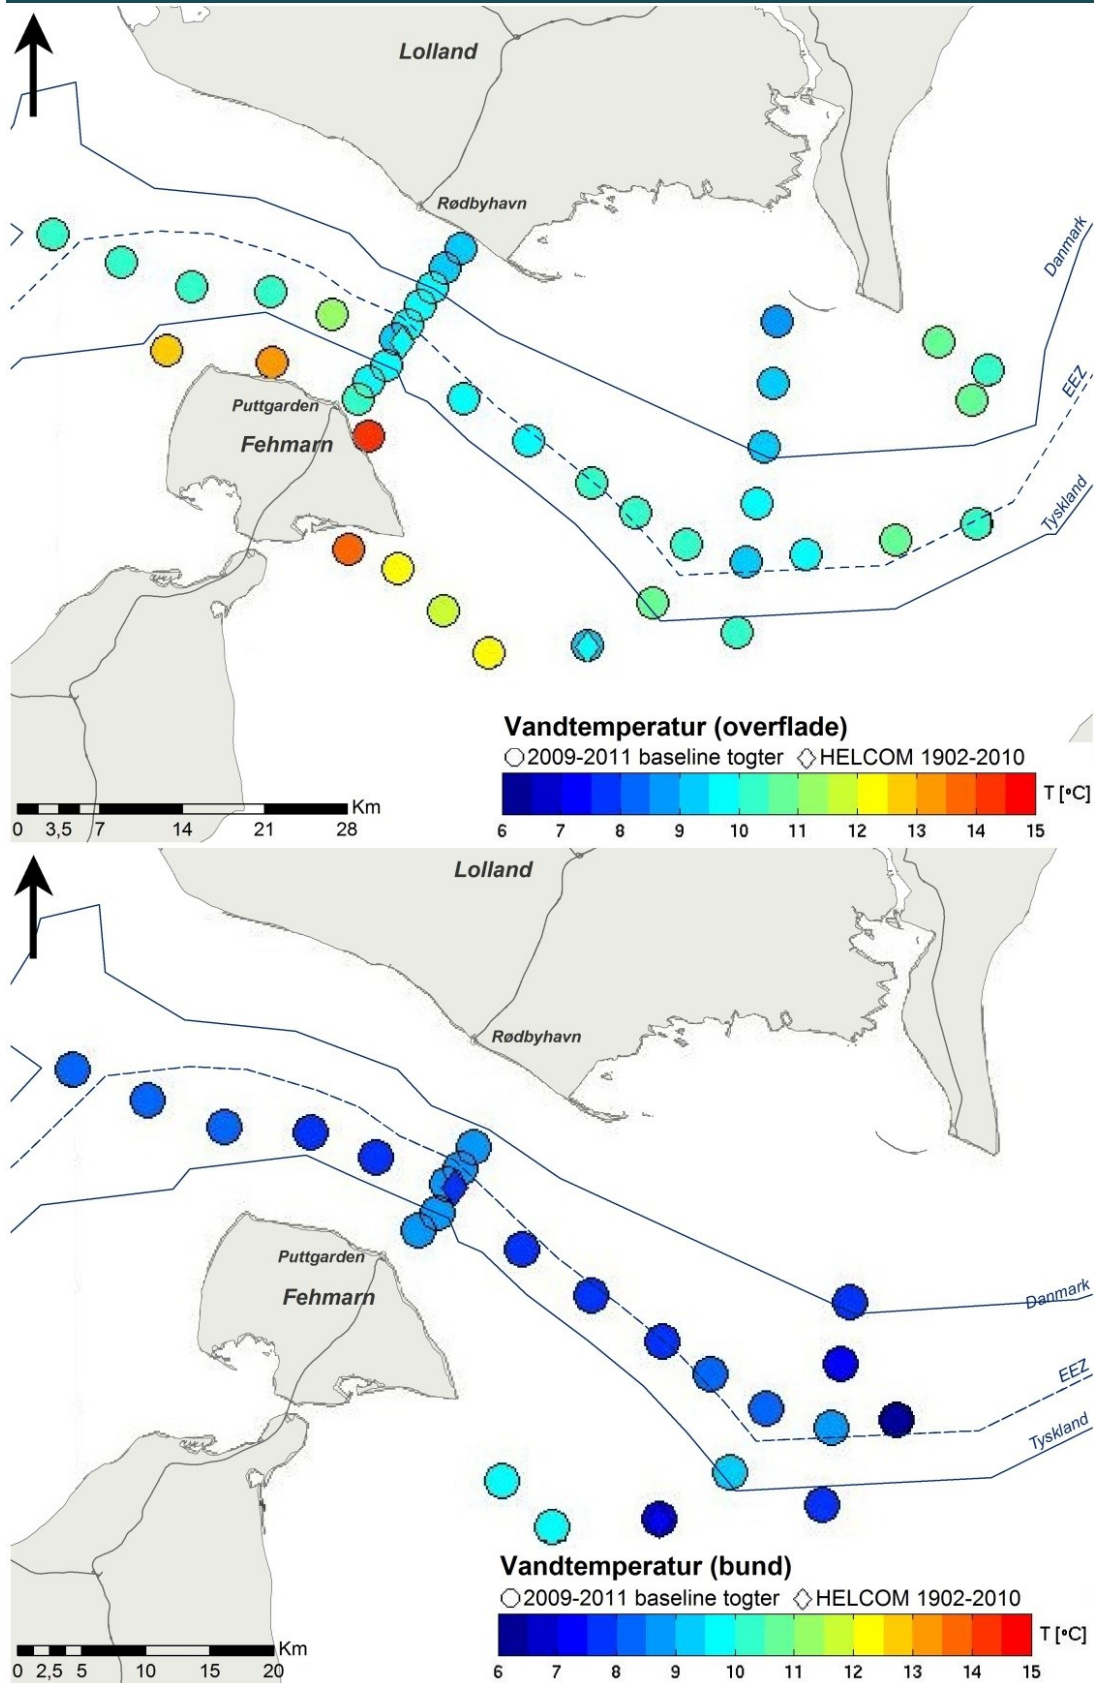 Lolland
Rødbyhavn
Danmark
EEZ
Puttgarden
Fehmarn
Tyskland
Vandtemperatur (overflade)
2009-2011 baseline togter HELCOM 1902-2010
T [°C]
6 7 8 9 10 11 12 13 14 15
Km
0 3,5 7 14 21 28
Lolland
Rødbyhavn
Puttgarden
Fehmarn
Danmark
EEZ
Tyskland
Vandtemperatur (bund)
2009-2011 baseline togter HELCOM 1902-2010
T [°C]
6 7 8 9 10 11 12 13 14 15
Km
0 2,5 5 10 15 20